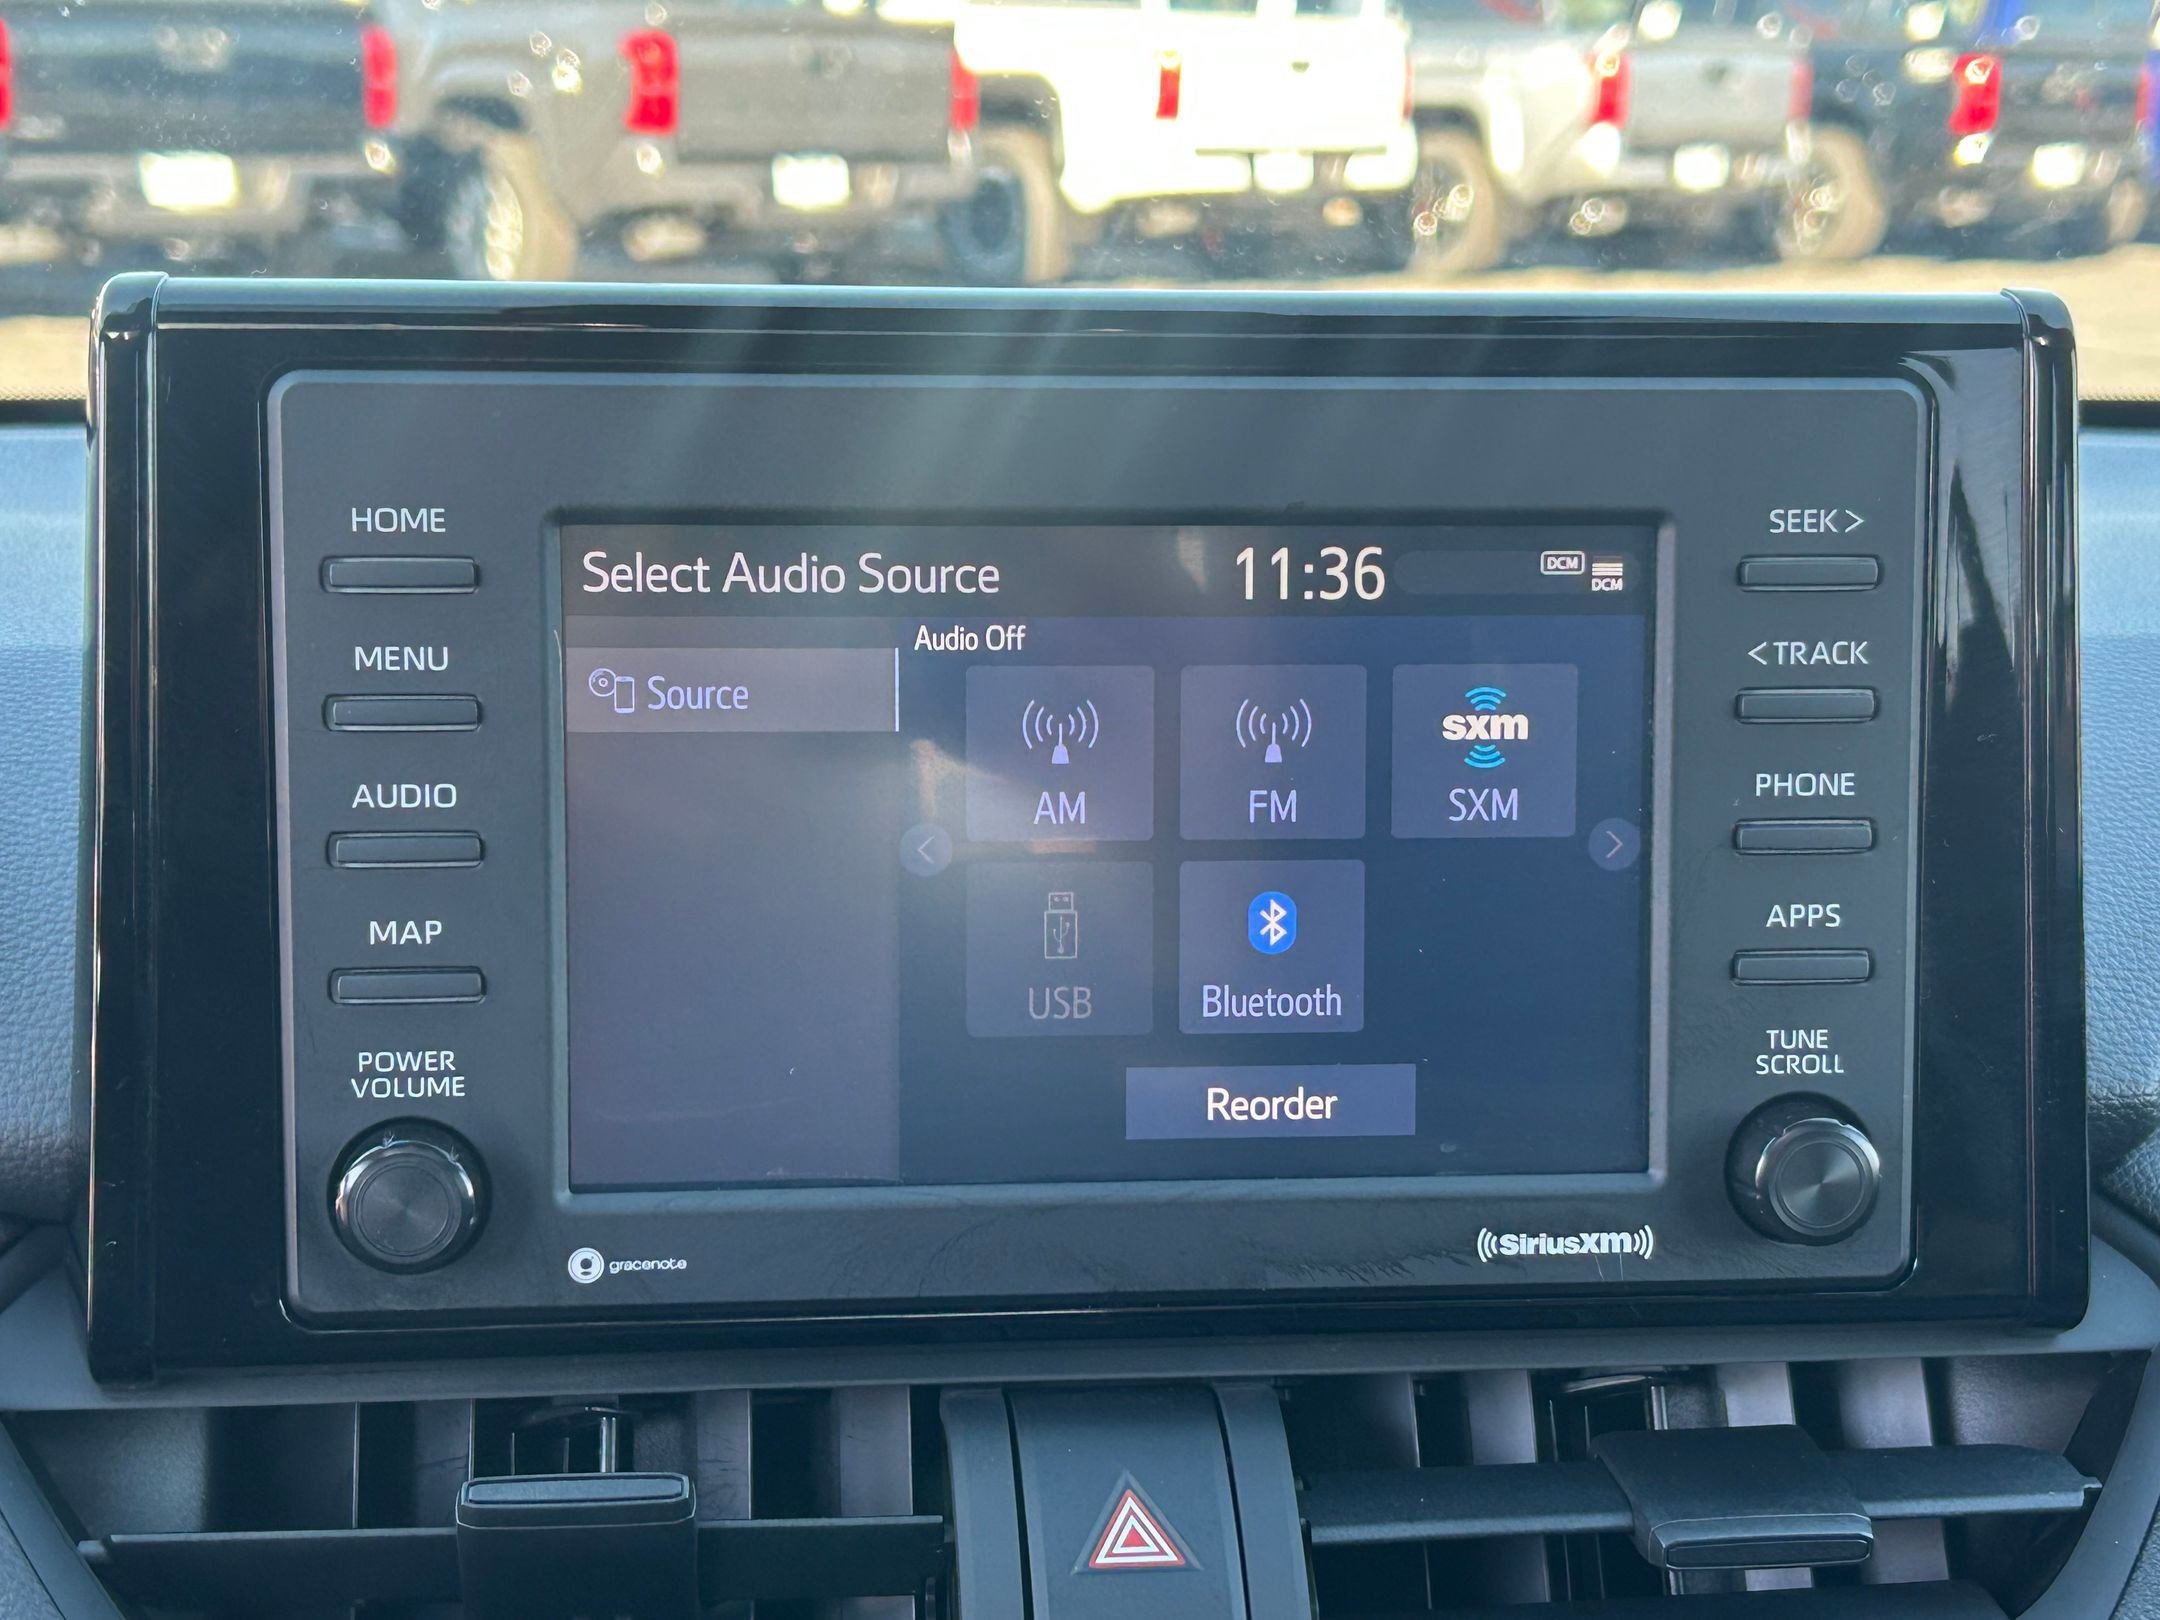 HOME
MENU
AUDIO
MAP
POWER
VOLUME
Select Audio Source
11:36
DCM
DCM
Source
Audio Off
AM
FM
sxm
SXM
USB
Bluetooth
Reorder
gracenote
((SiriusXM))
SEEK >
< TRACK
PHONE
APPS
TUNE
SCROLL